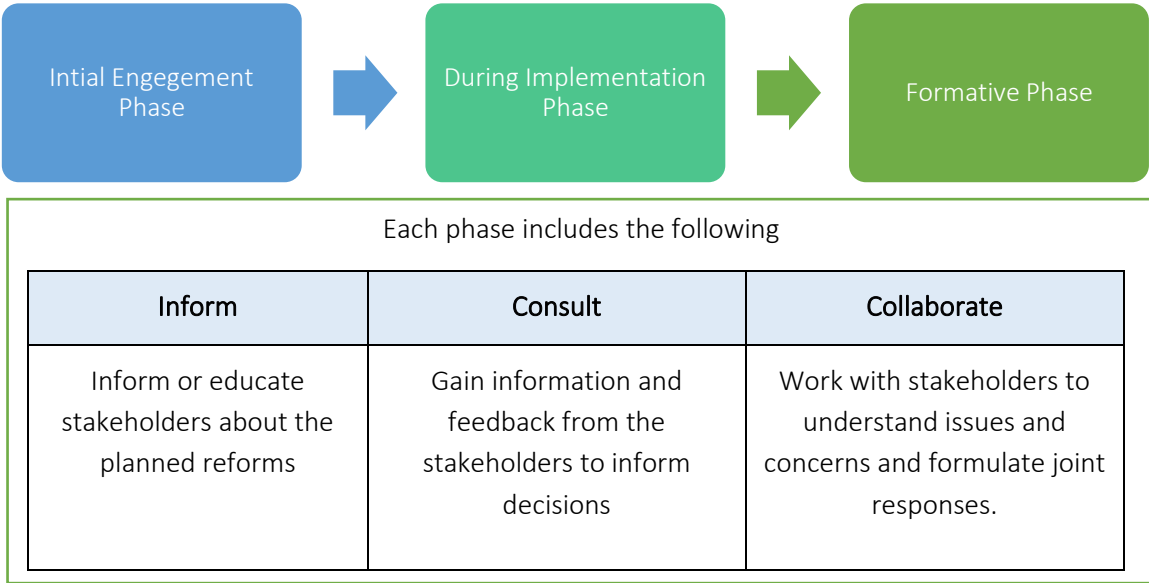 Intial Engegement
Phase
During Implementation
Phase
Formative Phase
Each phase includes the following
Inform
Consult
Collaborate
Inform or educate
stakeholders about the
planned reforms
Gain information and
feedback from the
stakeholders to inform
decisions
Work with stakeholders to
understand issues and
concerns and formulate joint
responses.